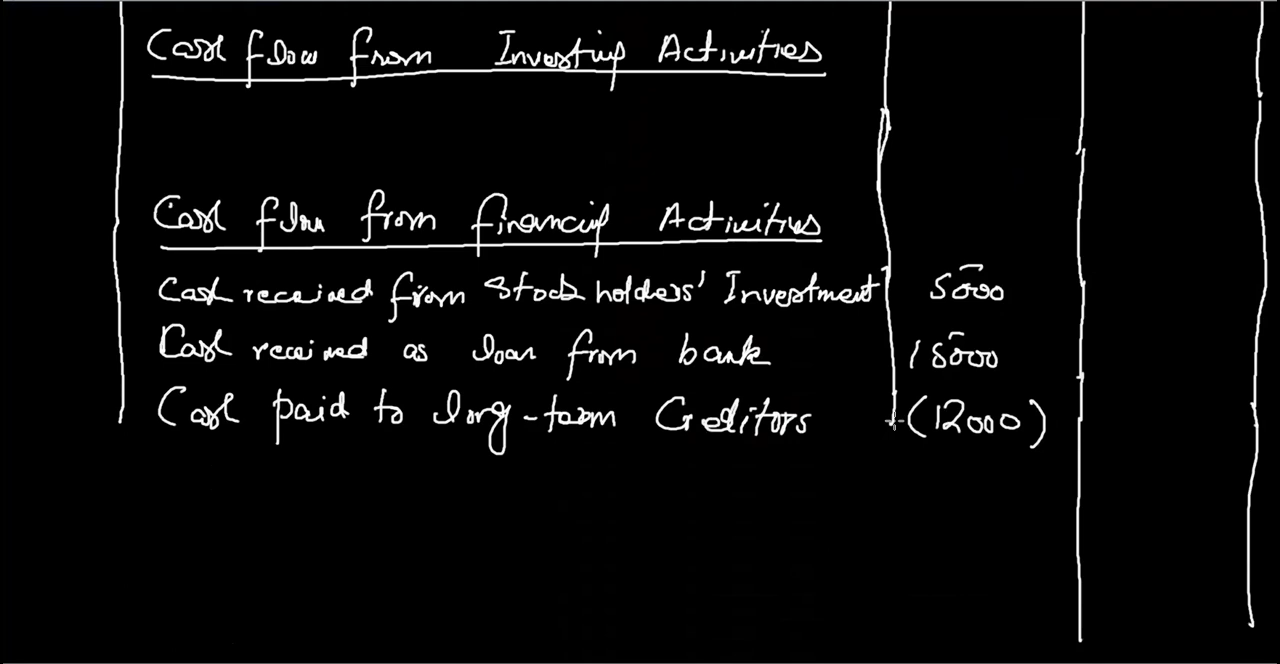 Cash flow from Investing Activities
Cash flow from financing Activities
Cash received from Stockholders' Investment 5000
Cash received as loan from bank 15000
Cash paid to long-term Creditors (12000)